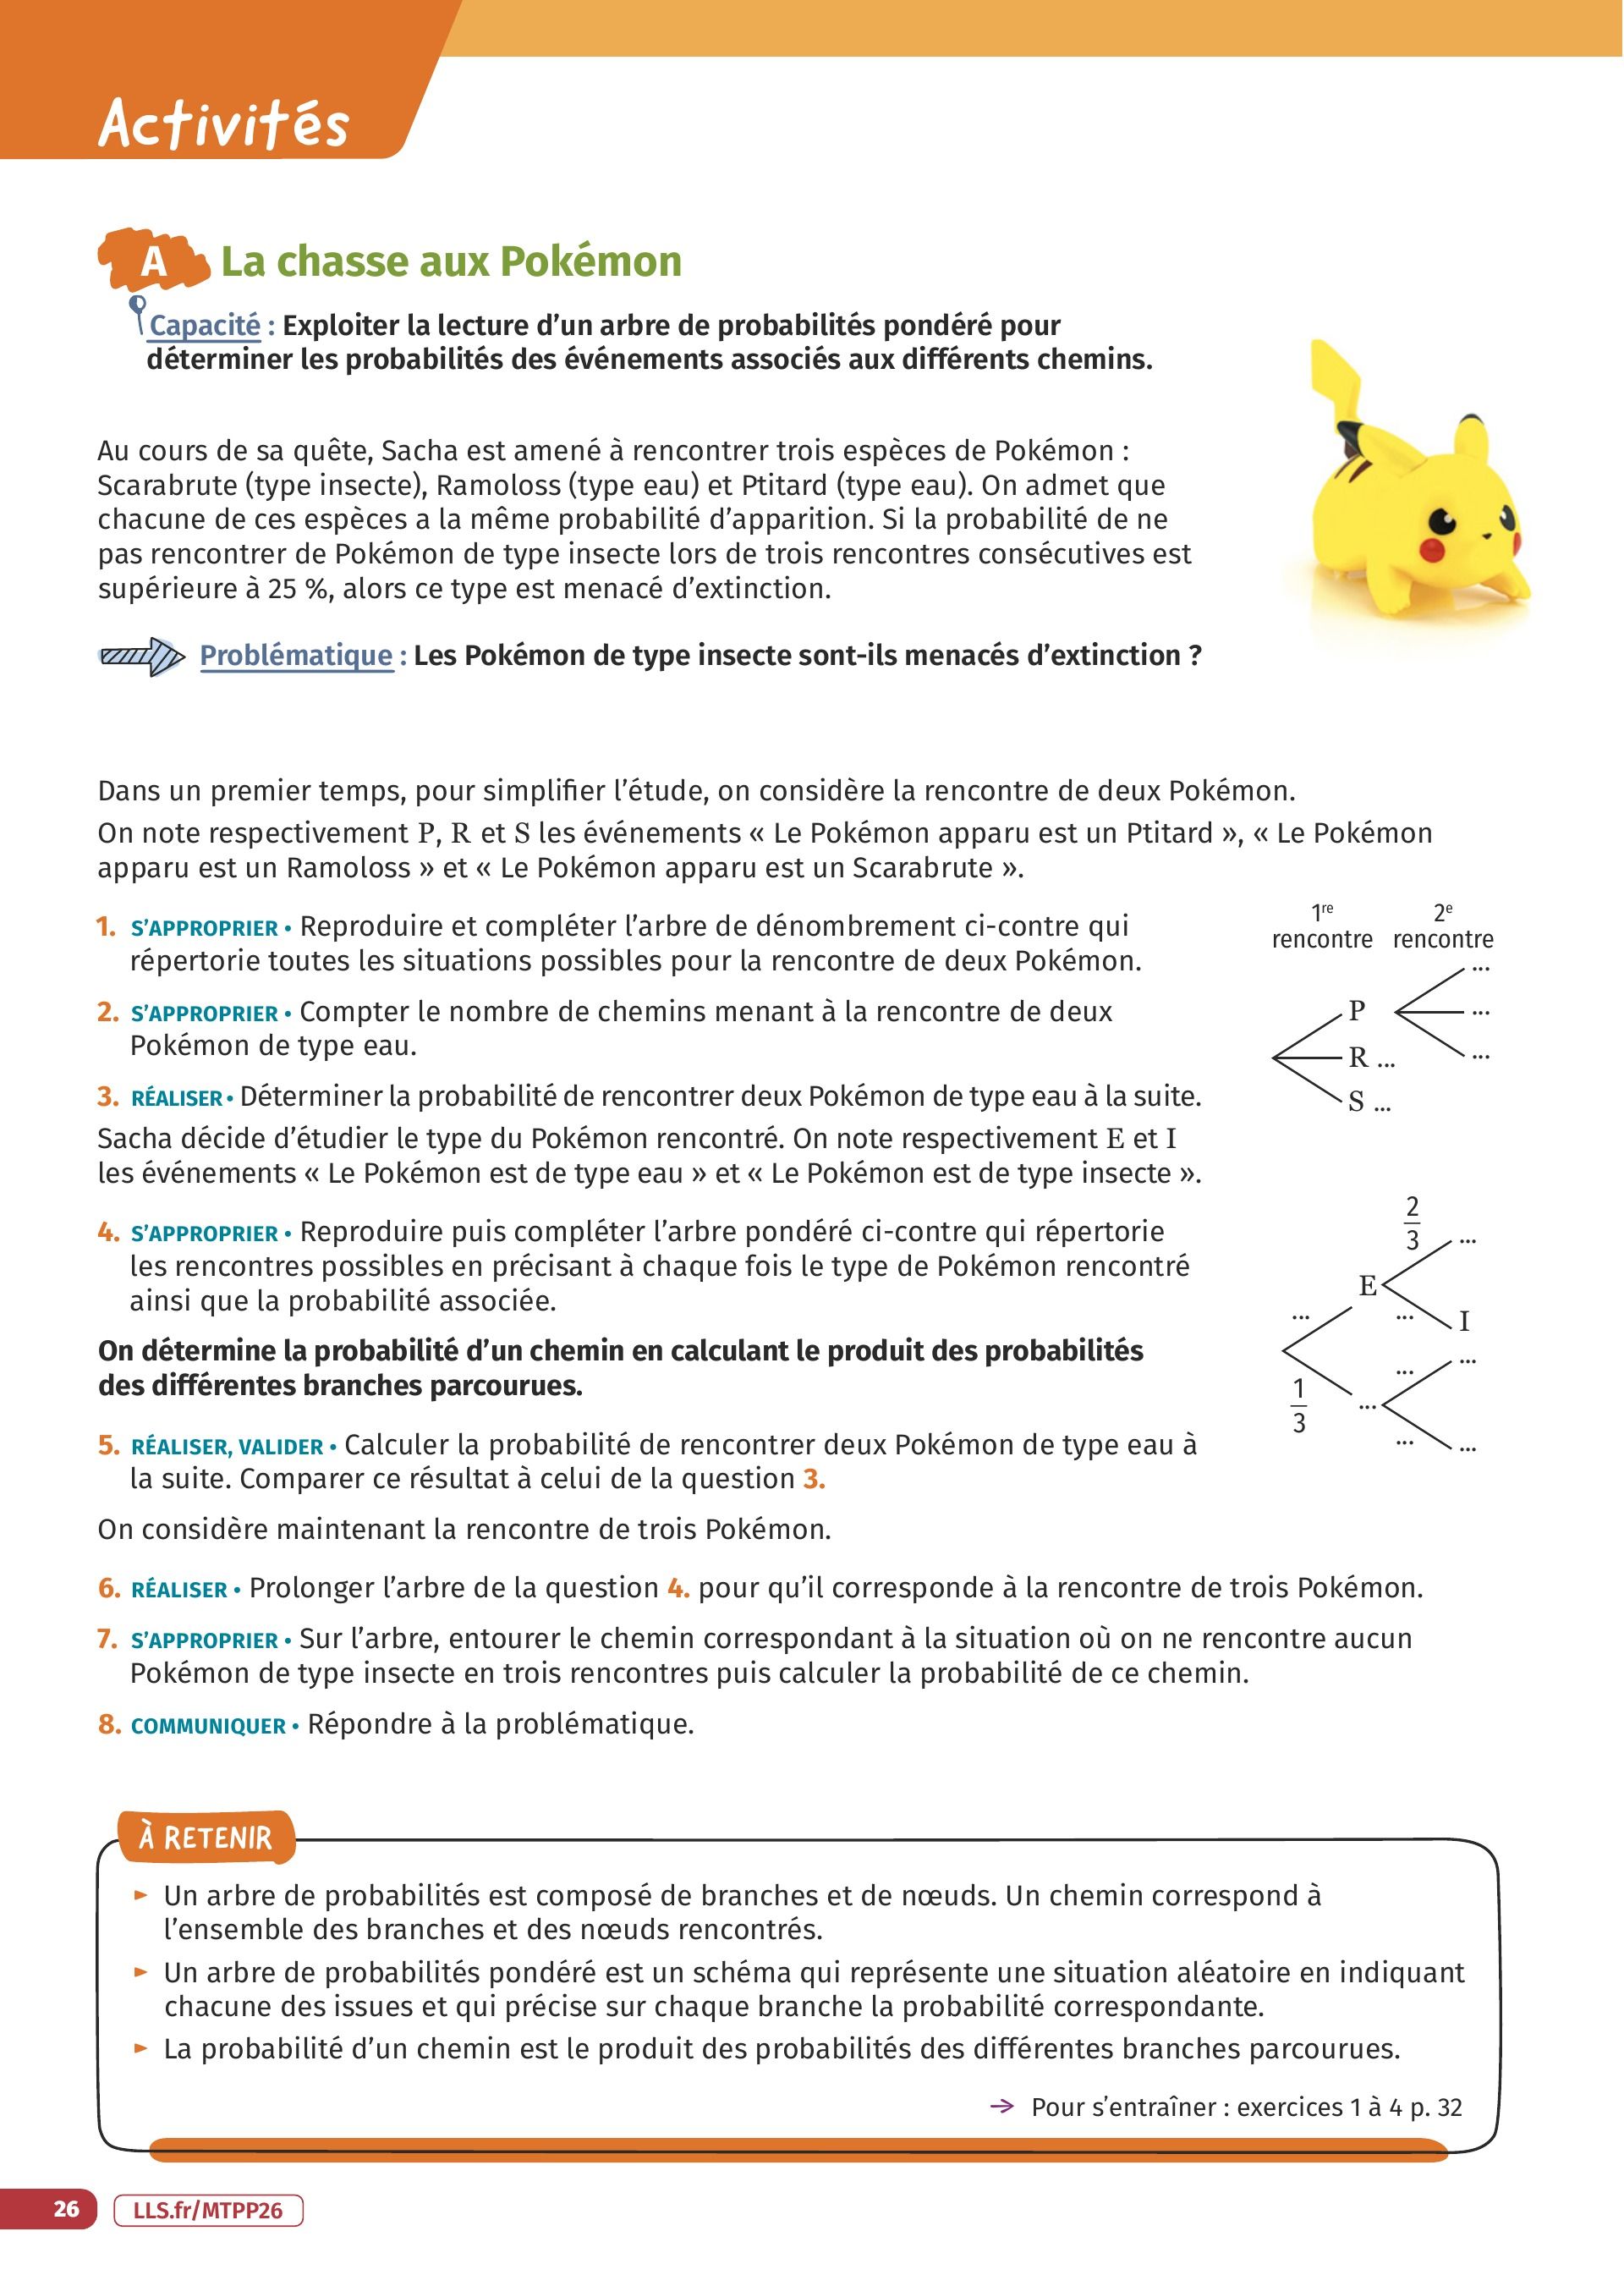 Activités
A La chasse aux Pokémon
Capacité : Exploiter la lecture d’un arbre de probabilités pondéré pour
déterminer les probabilités des événements associés aux différents chemins.
Au cours de sa quête, Sacha est amené à rencontrer trois espèces de Pokémon :
Scarabrute (type insecte), Ramoloss (type eau) et Ptitard (type eau). On admet que
chacune de ces espèces a la même probabilité d’apparition. Si la probabilité de ne
pas rencontrer de Pokémon de type insecte lors de trois rencontres consécutives est
supérieure à 25 %, alors ce type est menacé d’extinction.
Problématique : Les Pokémon de type insecte sont-ils menacés d’extinction ?
Dans un premier temps, pour simplifier l’étude, on considère la rencontre de deux Pokémon.
On note respectivement P, R et S les événements « Le Pokémon apparu est un Ptitard », « Le Pokémon
apparu est un Ramoloss » et « Le Pokémon apparu est un Scarabrute ».
1. S’APPROPRIER • Reproduire et compléter l’arbre de dénombrement ci-contre qui
répertorie toutes les situations possibles pour la rencontre de deux Pokémon.
2. S’APPROPRIER • Compter le nombre de chemins menant à la rencontre de deux
Pokémon de type eau.
3. RÉALISER • Déterminer la probabilité de rencontrer deux Pokémon de type eau à la suite.
1re 2e
rencontre rencontre
...
P ...
...
R ...
S ...
Sacha décide d’étudier le type du Pokémon rencontré. On note respectivement E et I
les événements « Le Pokémon est de type eau » et « Le Pokémon est de type insecte ».
4. S’APPROPRIER • Reproduire puis compléter l’arbre pondéré ci-contre qui répertorie
les rencontres possibles en précisant à chaque fois le type de Pokémon rencontré
ainsi que la probabilité associée.
On détermine la probabilité d’un chemin en calculant le produit des probabilités
des différentes branches parcourues.
2
3 ...
E
... ... I
... ...
1 ...
3
... ...
5. RÉALISER, VALIDER • Calculer la probabilité de rencontrer deux Pokémon de type eau à
la suite. Comparer ce résultat à celui de la question 3.
On considère maintenant la rencontre de trois Pokémon.
6. RÉALISER • Prolonger l’arbre de la question 4. pour qu’il corresponde à la rencontre de trois Pokémon.
7. S’APPROPRIER • Sur l’arbre, entourer le chemin correspondant à la situation où on ne rencontre aucun
Pokémon de type insecte en trois rencontres puis calculer la probabilité de ce chemin.
8. COMMUNIQUER • Répondre à la problématique.
À RETENIR
► Un arbre de probabilités est composé de branches et de nœuds. Un chemin correspond à
l’ensemble des branches et des nœuds rencontrés.
► Un arbre de probabilités pondéré est un schéma qui représente une situation aléatoire en indiquant
chacune des issues et qui précise sur chaque branche la probabilité correspondante.
► La probabilité d’un chemin est le produit des probabilités des différentes branches parcourues.
→ Pour s’entraîner : exercices 1 à 4 p. 32
26 LLS.fr/MTPP26